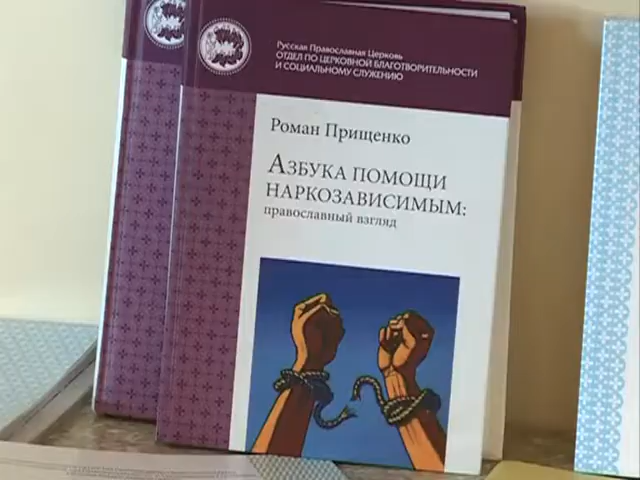 Русская Православная Церковь
ОТДЕЛ ПО ЦЕРКОВНОЙ БЛАГОТВОРИТЕЛЬНОСТИ
И СОЦИАЛЬНОМУ СЛУЖЕНИЮ
Роман Прищенко
АЗБУКА ПОМОЩИ
НАРКОЗАВИСИМЫМ:
православный взгляд